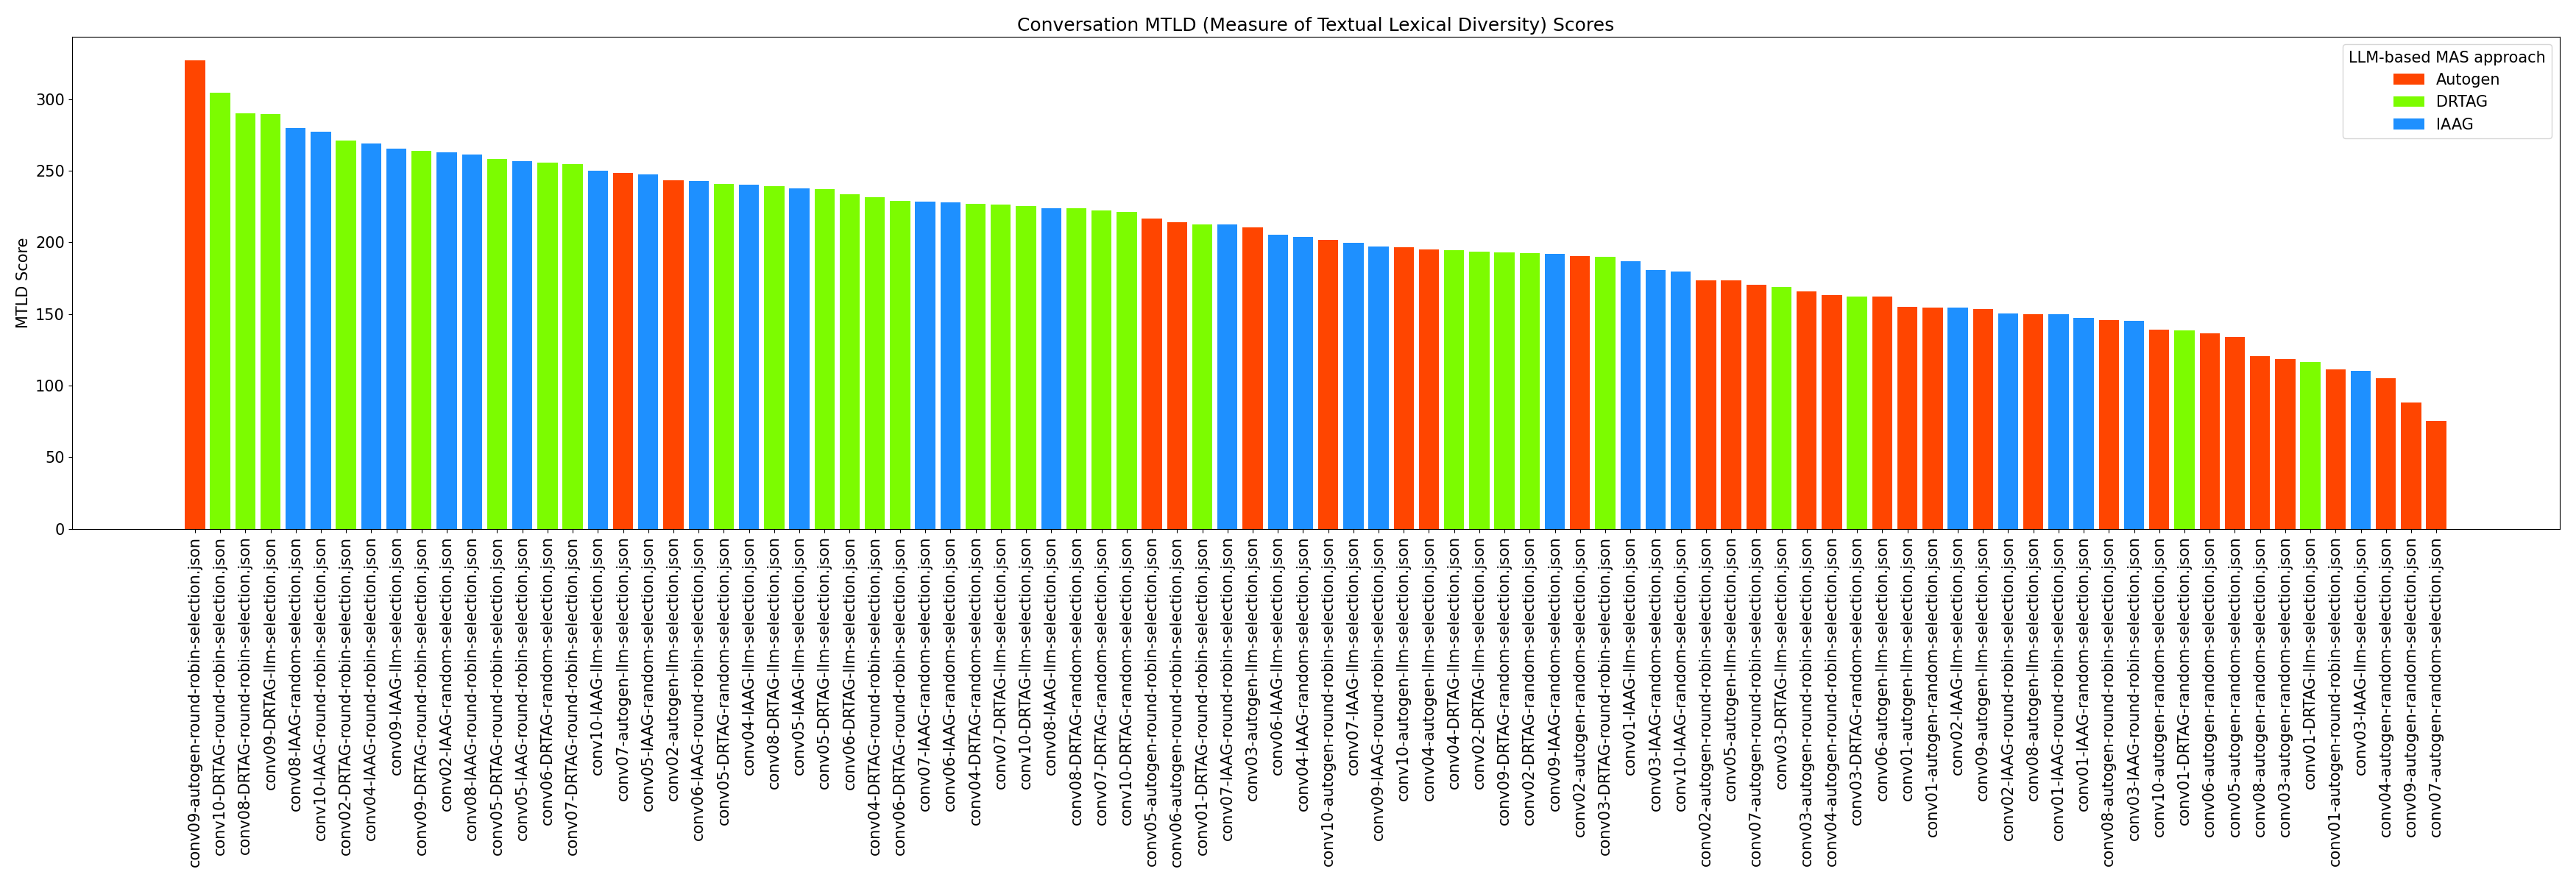 Conversation MTLD (Measure of Textual Lexical Diversity) Scores
LLM-based MAS approach
Autogen
DRTAG
IAAG
MTLD Score
300
250
200
150
100
50
0
conv09-autogen-round-robin-selection.json
conv10-DRTAG-round-robin-selection.json
conv08-DRTAG-round-robin-selection.json
conv09-DRTAG-llm-selection.json
conv08-IAAG-random-selection.json
conv10-IAAG-round-robin-selection.json
conv02-DRTAG-round-robin-selection.json
conv04-IAAG-round-robin-selection.json
conv09-IAAG-llm-selection.json
conv09-DRTAG-round-robin-selection.json
conv02-IAAG-random-selection.json
conv08-IAAG-round-robin-selection.json
conv05-DRTAG-round-robin-selection.json
conv05-IAAG-round-robin-selection.json
conv06-DRTAG-random-selection.json
conv07-DRTAG-round-robin-selection.json
conv10-IAAG-llm-selection.json
conv07-autogen-llm-selection.json
conv05-IAAG-random-selection.json
conv02-autogen-llm-selection.json
conv06-IAAG-round-robin-selection.json
conv05-DRTAG-random-selection.json
conv04-IAAG-llm-selection.json
conv08-DRTAG-llm-selection.json
conv05-IAAG-llm-selection.json
conv05-DRTAG-llm-selection.json
conv06-DRTAG-llm-selection.json
conv04-DRTAG-round-robin-selection.json
conv06-DRTAG-round-robin-selection.json
conv07-IAAG-random-selection.json
conv06-IAAG-random-selection.json
conv04-DRTAG-random-selection.json
conv07-DRTAG-llm-selection.json
conv10-DRTAG-llm-selection.json
conv08-IAAG-llm-selection.json
conv08-DRTAG-random-selection.json
conv07-DRTAG-random-selection.json
conv10-DRTAG-random-selection.json
conv05-autogen-round-robin-selection.json
conv06-autogen-round-robin-selection.json
conv01-DRTAG-round-robin-selection.json
conv07-IAAG-round-robin-selection.json
conv03-autogen-llm-selection.json
conv06-IAAG-llm-selection.json
conv04-IAAG-random-selection.json
conv10-autogen-round-robin-selection.json
conv07-IAAG-llm-selection.json
conv09-IAAG-round-robin-selection.json
conv10-autogen-llm-selection.json
conv04-autogen-llm-selection.json
conv04-DRTAG-llm-selection.json
conv02-DRTAG-llm-selection.json
conv09-DRTAG-random-selection.json
conv02-DRTAG-random-selection.json
conv09-IAAG-random-selection.json
conv02-autogen-random-selection.json
conv03-DRTAG-round-robin-selection.json
conv01-IAAG-llm-selection.json
conv03-IAAG-random-selection.json
conv10-IAAG-random-selection.json
conv02-autogen-round-robin-selection.json
conv05-autogen-llm-selection.json
conv07-autogen-round-robin-selection.json
conv03-DRTAG-llm-selection.json
conv03-autogen-round-robin-selection.json
conv04-autogen-round-robin-selection.json
conv03-DRTAG-random-selection.json
conv06-autogen-llm-selection.json
conv01-autogen-llm-selection.json
conv01-autogen-random-selection.json
conv02-IAAG-llm-selection.json
conv09-autogen-llm-selection.json
conv02-IAAG-round-robin-selection.json
conv08-autogen-llm-selection.json
conv01-IAAG-round-robin-selection.json
conv01-IAAG-random-selection.json
conv08-autogen-round-robin-selection.json
conv03-IAAG-round-robin-selection.json
conv10-autogen-random-selection.json
conv01-DRTAG-random-selection.json
conv06-autogen-random-selection.json
conv05-autogen-random-selection.json
conv08-autogen-random-selection.json
conv03-autogen-random-selection.json
conv01-DRTAG-llm-selection.json
conv01-autogen-round-robin-selection.json
conv03-IAAG-llm-selection.json
conv04-autogen-random-selection.json
conv09-autogen-random-selection.json
conv07-autogen-random-selection.json